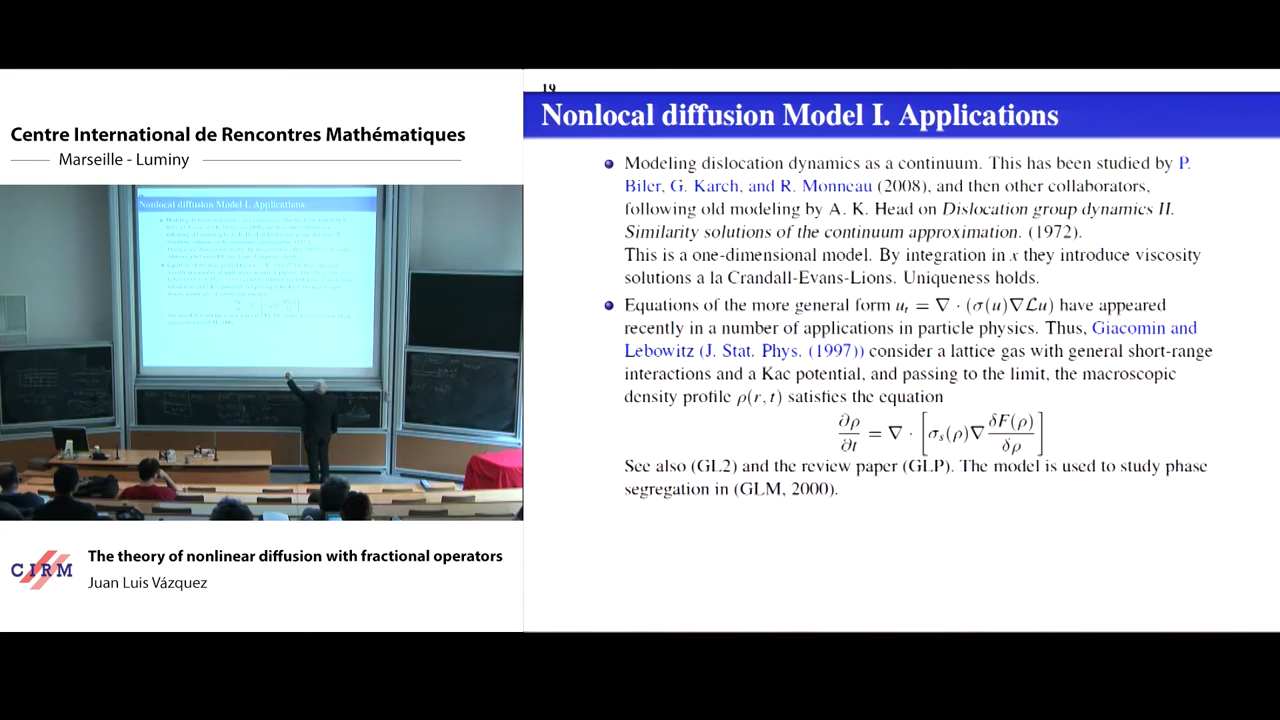 Centre International de Rencontres Mathématiques
Marseille - Luminy
19
Nonlocal diffusion Model I. Applications
Modeling dislocation dynamics as a continuum. This has been studied by P.
Biler, G. Karch, and R. Monneau (2008), and then other collaborators,
following old modeling by A. K. Head on Dislocation group dynamics II.
Similarity solutions of the continuum approximation. (1972).
This is a one-dimensional model. By integration in x they introduce viscosity
solutions a la Crandall-Evans-Lions. Uniqueness holds.
Equations of the more general form u_t = ∇ · (σ(u)∇ℒu) have appeared
recently in a number of applications in particle physics. Thus, Giacomin and
Lebowitz (J. Stat. Phys. (1997)) consider a lattice gas with general short-range
interactions and a Kac potential, and passing to the limit, the macroscopic
density profile ρ(r, t) satisfies the equation
∂ρ/∂t = ∇ · [σ_s(ρ)∇ δF(ρ)/δρ]
See also (GL2) and the review paper (GLP). The model is used to study phase
segregation in (GLM, 2000).
Nonlocal diffusion Model I. Applications
CIRM
The theory of nonlinear diffusion with fractional operators
Juan Luis Vázquez